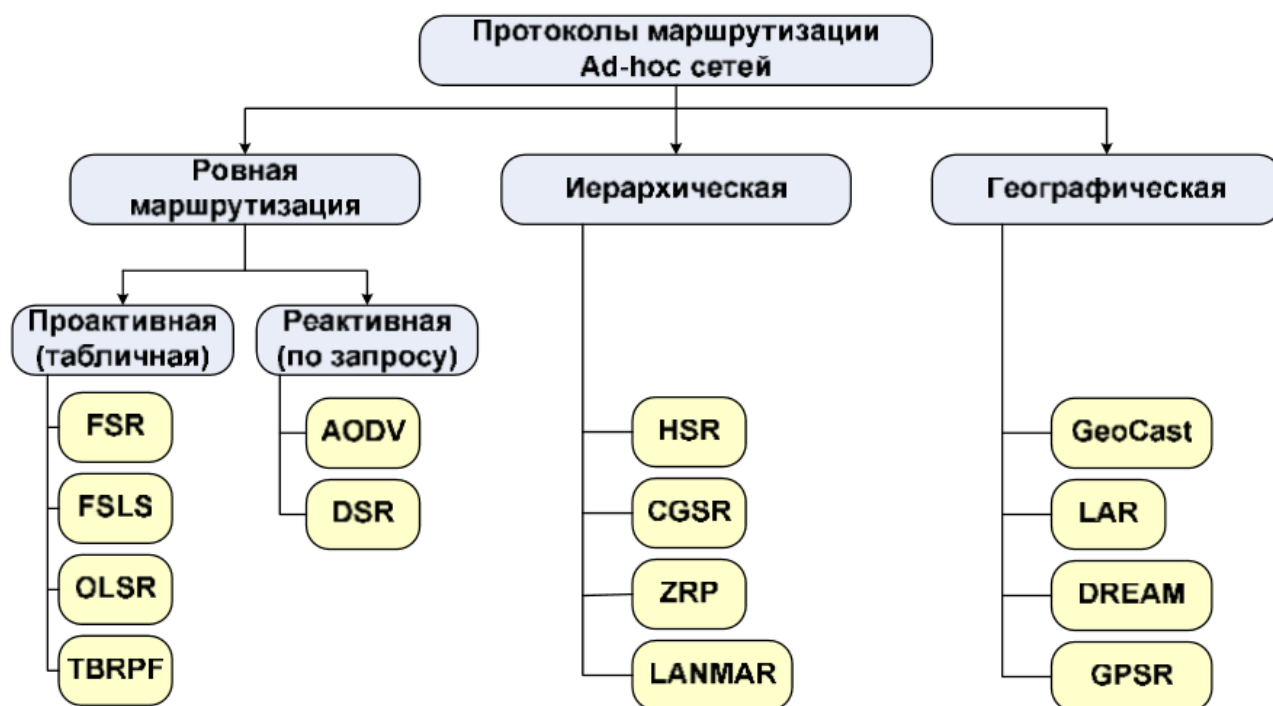 Протоколы маршрутизации
Ad-hoc сетей
Ровная
маршрутизация
Иерархическая
Географическая
Проактивная
(табличная)
Реактивная
(по запросу)
FSR
FSLS
OLSR
TBRPF
AODV
DSR
HSR
CGSR
ZRP
LANMAR
GeoCast
LAR
DREAM
GPSR